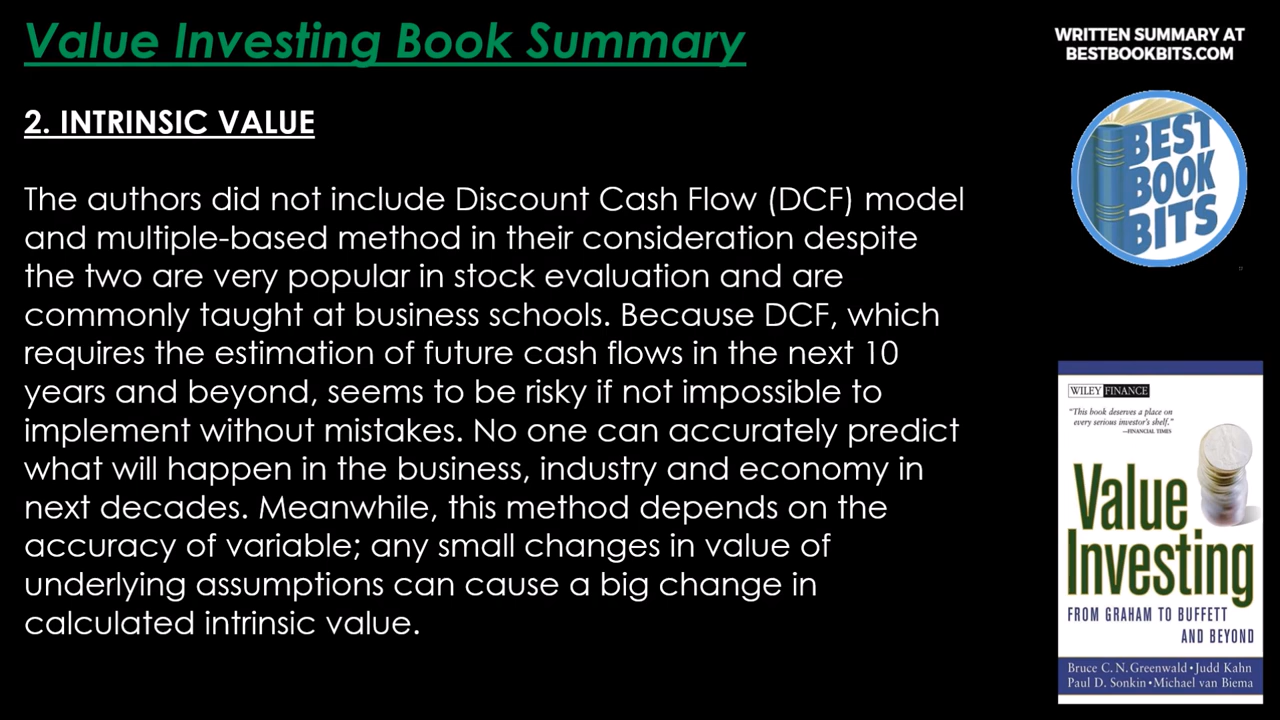 Value Investing Book Summary
WRITTEN SUMMARY AT
BESTBOOKBITS.COM
2. INTRINSIC VALUE
BEST
BOOK
BITS
The authors did not include Discount Cash Flow (DCF) model
and multiple-based method in their consideration despite
the two are very popular in stock evaluation and are
commonly taught at business schools. Because DCF, which
requires the estimation of future cash flows in the next 10
years and beyond, seems to be risky if not impossible to
implement without mistakes. No one can accurately predict
what will happen in the business, industry and economy in
next decades. Meanwhile, this method depends on the
accuracy of variable; any small changes in value of
underlying assumptions can cause a big change in
calculated intrinsic value.
WILEY FINANCE
"This book deserves a place on
every serious investor's shelf."
—FINANCIAL TIMES
Value
Investing
FROM GRAHAM TO BUFFETT
AND BEYOND
Bruce C. N. Greenwald • Judd Kahn
Paul D. Sonkin • Michael van Biema